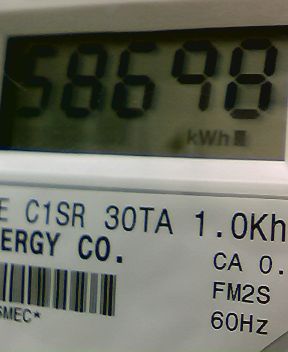 58698
kWh
E C1SR 30TA 1.0Kh
ERGY CO.
CA 0.
FM2S
SMEC*
60Hz